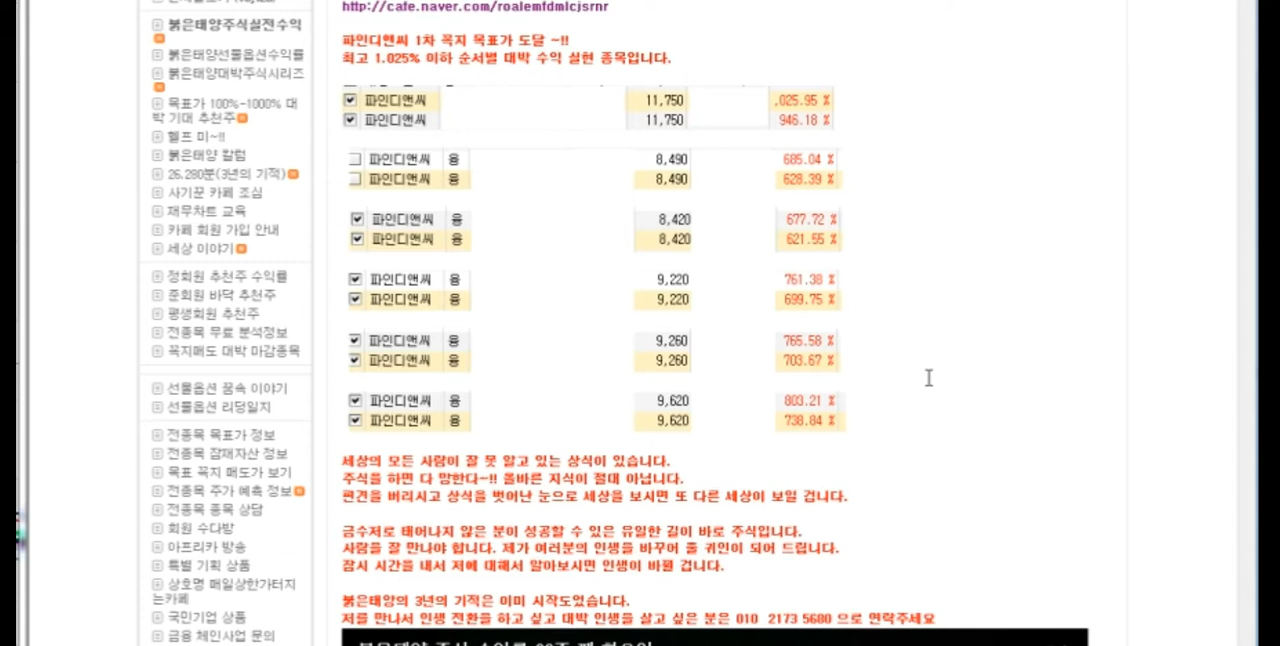 붉은태양주식실전수익
붉은태양선물옵션수익률
붉은태양대박주식시리즈
목표가 100%-1000% 대
박 기대 추천주
헬프 미~!!
붉은태양 칼럼
26,280분(3년의 기적)
사기꾼 카페 조심
재무차트 교육
카페 회원 가입 안내
세상 이야기
정회원 추천주 수익률
준회원 바닥 추천주
평생회원 추천주
전종목 무료 분석정보
꼭지매도 대박 마감종목
선물옵션 꿈속 이야기
선물옵션 리딩일지
전종목 목표가 정보
전종목 잠재자산 정보
목표 꼭지 매도가 보기
전종목 주가 예측 정보
전종목 종목 상담
회원 수다방
아프리카 방송
특별 기획 상품
상호명 매일상한가터지
는카페
국민기업 상품
금융 체인사업 문의
http://cafe.naver.com/roalemfdmlcjsrnr
파인디앤씨 1차 꼭지 목표가 도달 ~!!
최고 1.025% 이하 순서별 대박 수익 실현 종목입니다.
파인디앤씨 11,750 ,025.95 %
파인디앤씨 11,750 946.18 %
파인디앤씨 융 8,490 685.04 %
파인디앤씨 융 8,490 628.39 %
파인디앤씨 융 8,420 677.72 %
파인디앤씨 융 8,420 621.55 %
파인디앤씨 융 9,220 761.38 %
파인디앤씨 융 9,220 699.75 %
파인디앤씨 융 9,260 765.58 %
파인디앤씨 융 9,260 703.67 %
파인디앤씨 융 9,620 803.21 %
파인디앤씨 융 9,620 738.84 %
세상의 모든 사람이 잘 못 알고 있는 상식이 있습니다.
주식을 하면 다 망한다~!! 올바른 지식이 절대 아닙니다.
편견을 버리시고 상식을 벗어난 눈으로 세상을 보시면 또 다른 세상이 보일 겁니다.
금수저로 태어나지 않은 분이 성공할 수 있은 유일한 길이 바로 주식입니다.
사람을 잘 만나야 합니다. 제가 여러분의 인생을 바꾸어 줄 귀인이 되어 드립니다.
잠시 시간을 내서 저에 대해서 알아보시면 인생이 바뀔 겁니다.
붉은태양의 3년의 기적은 이미 시작도었습니다.
저를 만나서 인생 전환을 하고 싶고 대박 인생을 살고 싶은 분은 010 2173 5680 으로 연락주세요